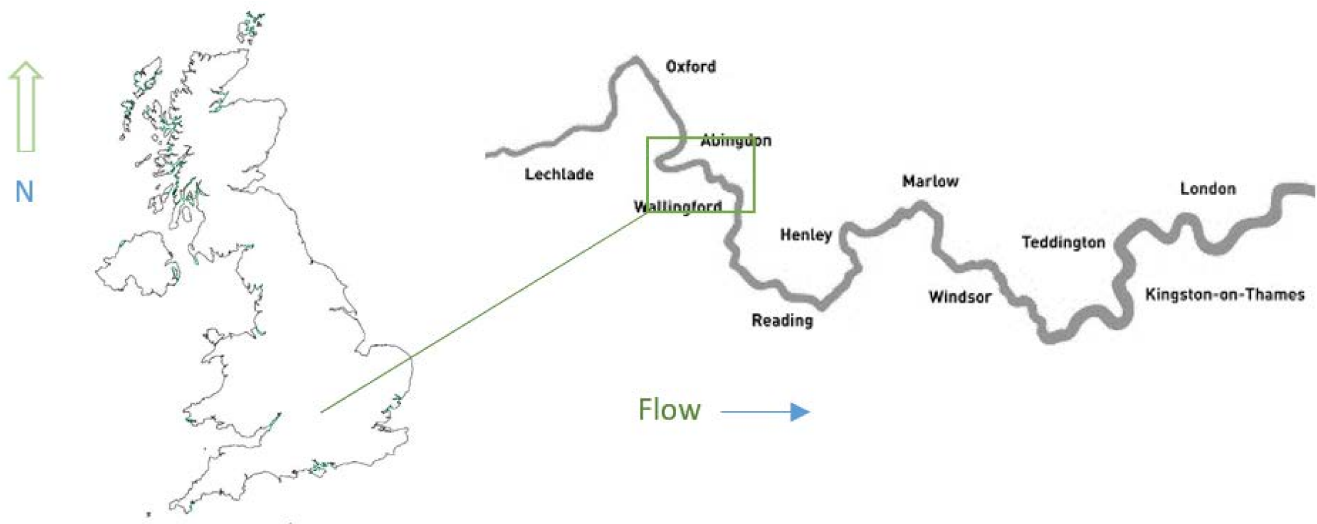 N
Oxford
Abingdon
Lechlade
Wallingford
Marlow
London
Henley
Teddington
Windsor
Kingston-on-Thames
Reading
Flow